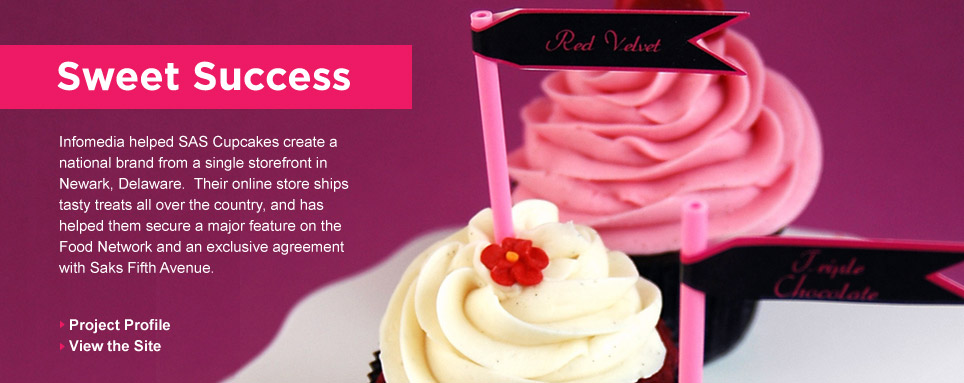 Sweet Success
Infomedia helped SAS Cupcakes create a
national brand from a single storefront in
Newark, Delaware.  Their online store ships
tasty treats all over the country, and has
helped them secure a major feature on the
Food Network and an exclusive agreement
with Saks Fifth Avenue.
Project Profile
View the Site
Red Velvet
Triple
Chocolate